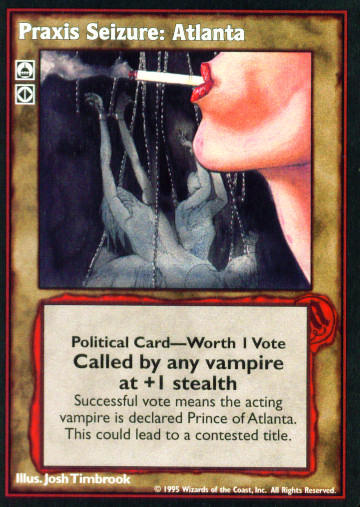 Praxis Seizure: Atlanta
Political Card—Worth 1 Vote
Called by any vampire
at +1 stealth
Successful vote means the acting
vampire is declared Prince of Atlanta.
This could lead to a contested title.
Illus. Josh Timbrook
© 1995 Wizards of the Coast, Inc. All Rights Reserved.